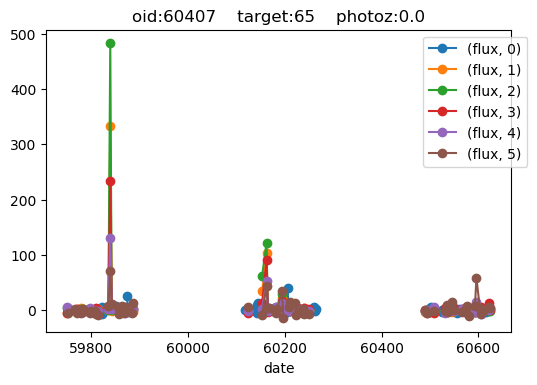 oid:60407    target:65    photoz:0.0
500
400
300
200
100
0
59800
60000
60200
60400
60600
date
(flux, 0)
(flux, 1)
(flux, 2)
(flux, 3)
(flux, 4)
(flux, 5)